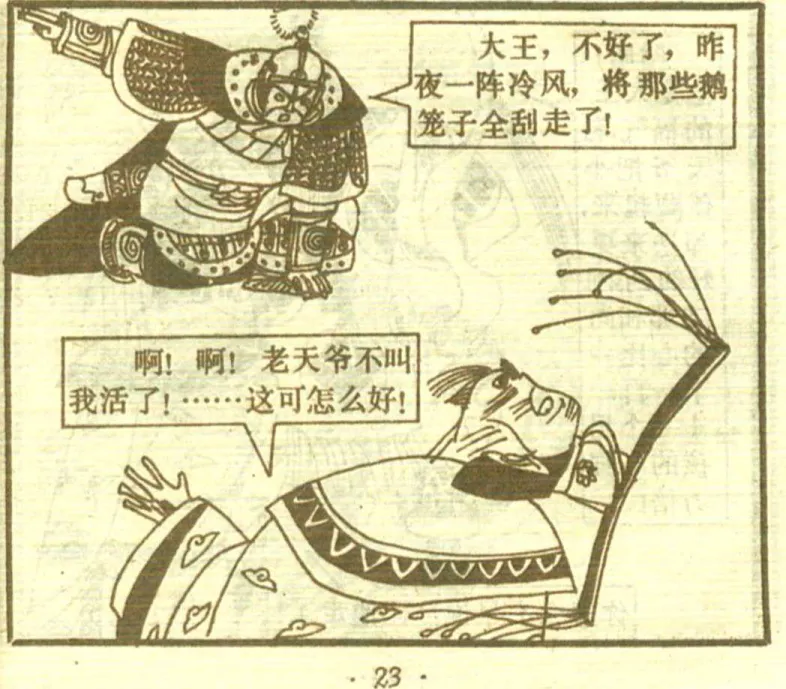 大王，不好了，昨
夜一阵冷风，将那些鹅
笼子全刮走了！
啊！啊！老天爷不叫
我活了！……这可怎么好！
· 23 ·